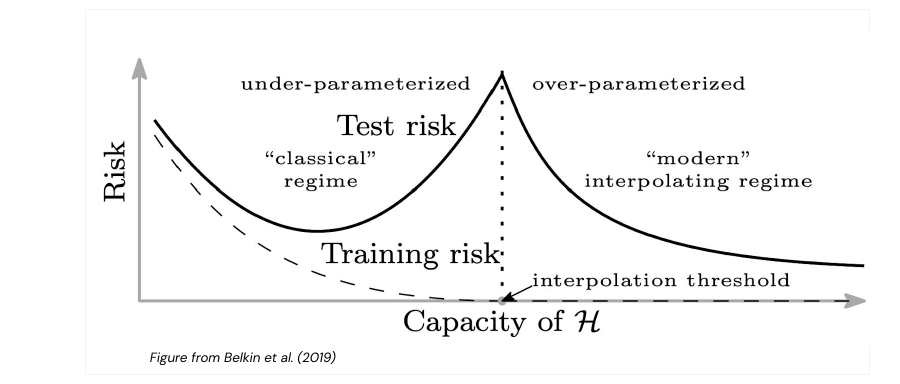 under-parameterized
over-parameterized
Test risk
“classical”
regime
“modern”
interpolating regime
Risk
Training risk
interpolation threshold
Capacity of ℋ
Figure from Belkin et al. (2019)